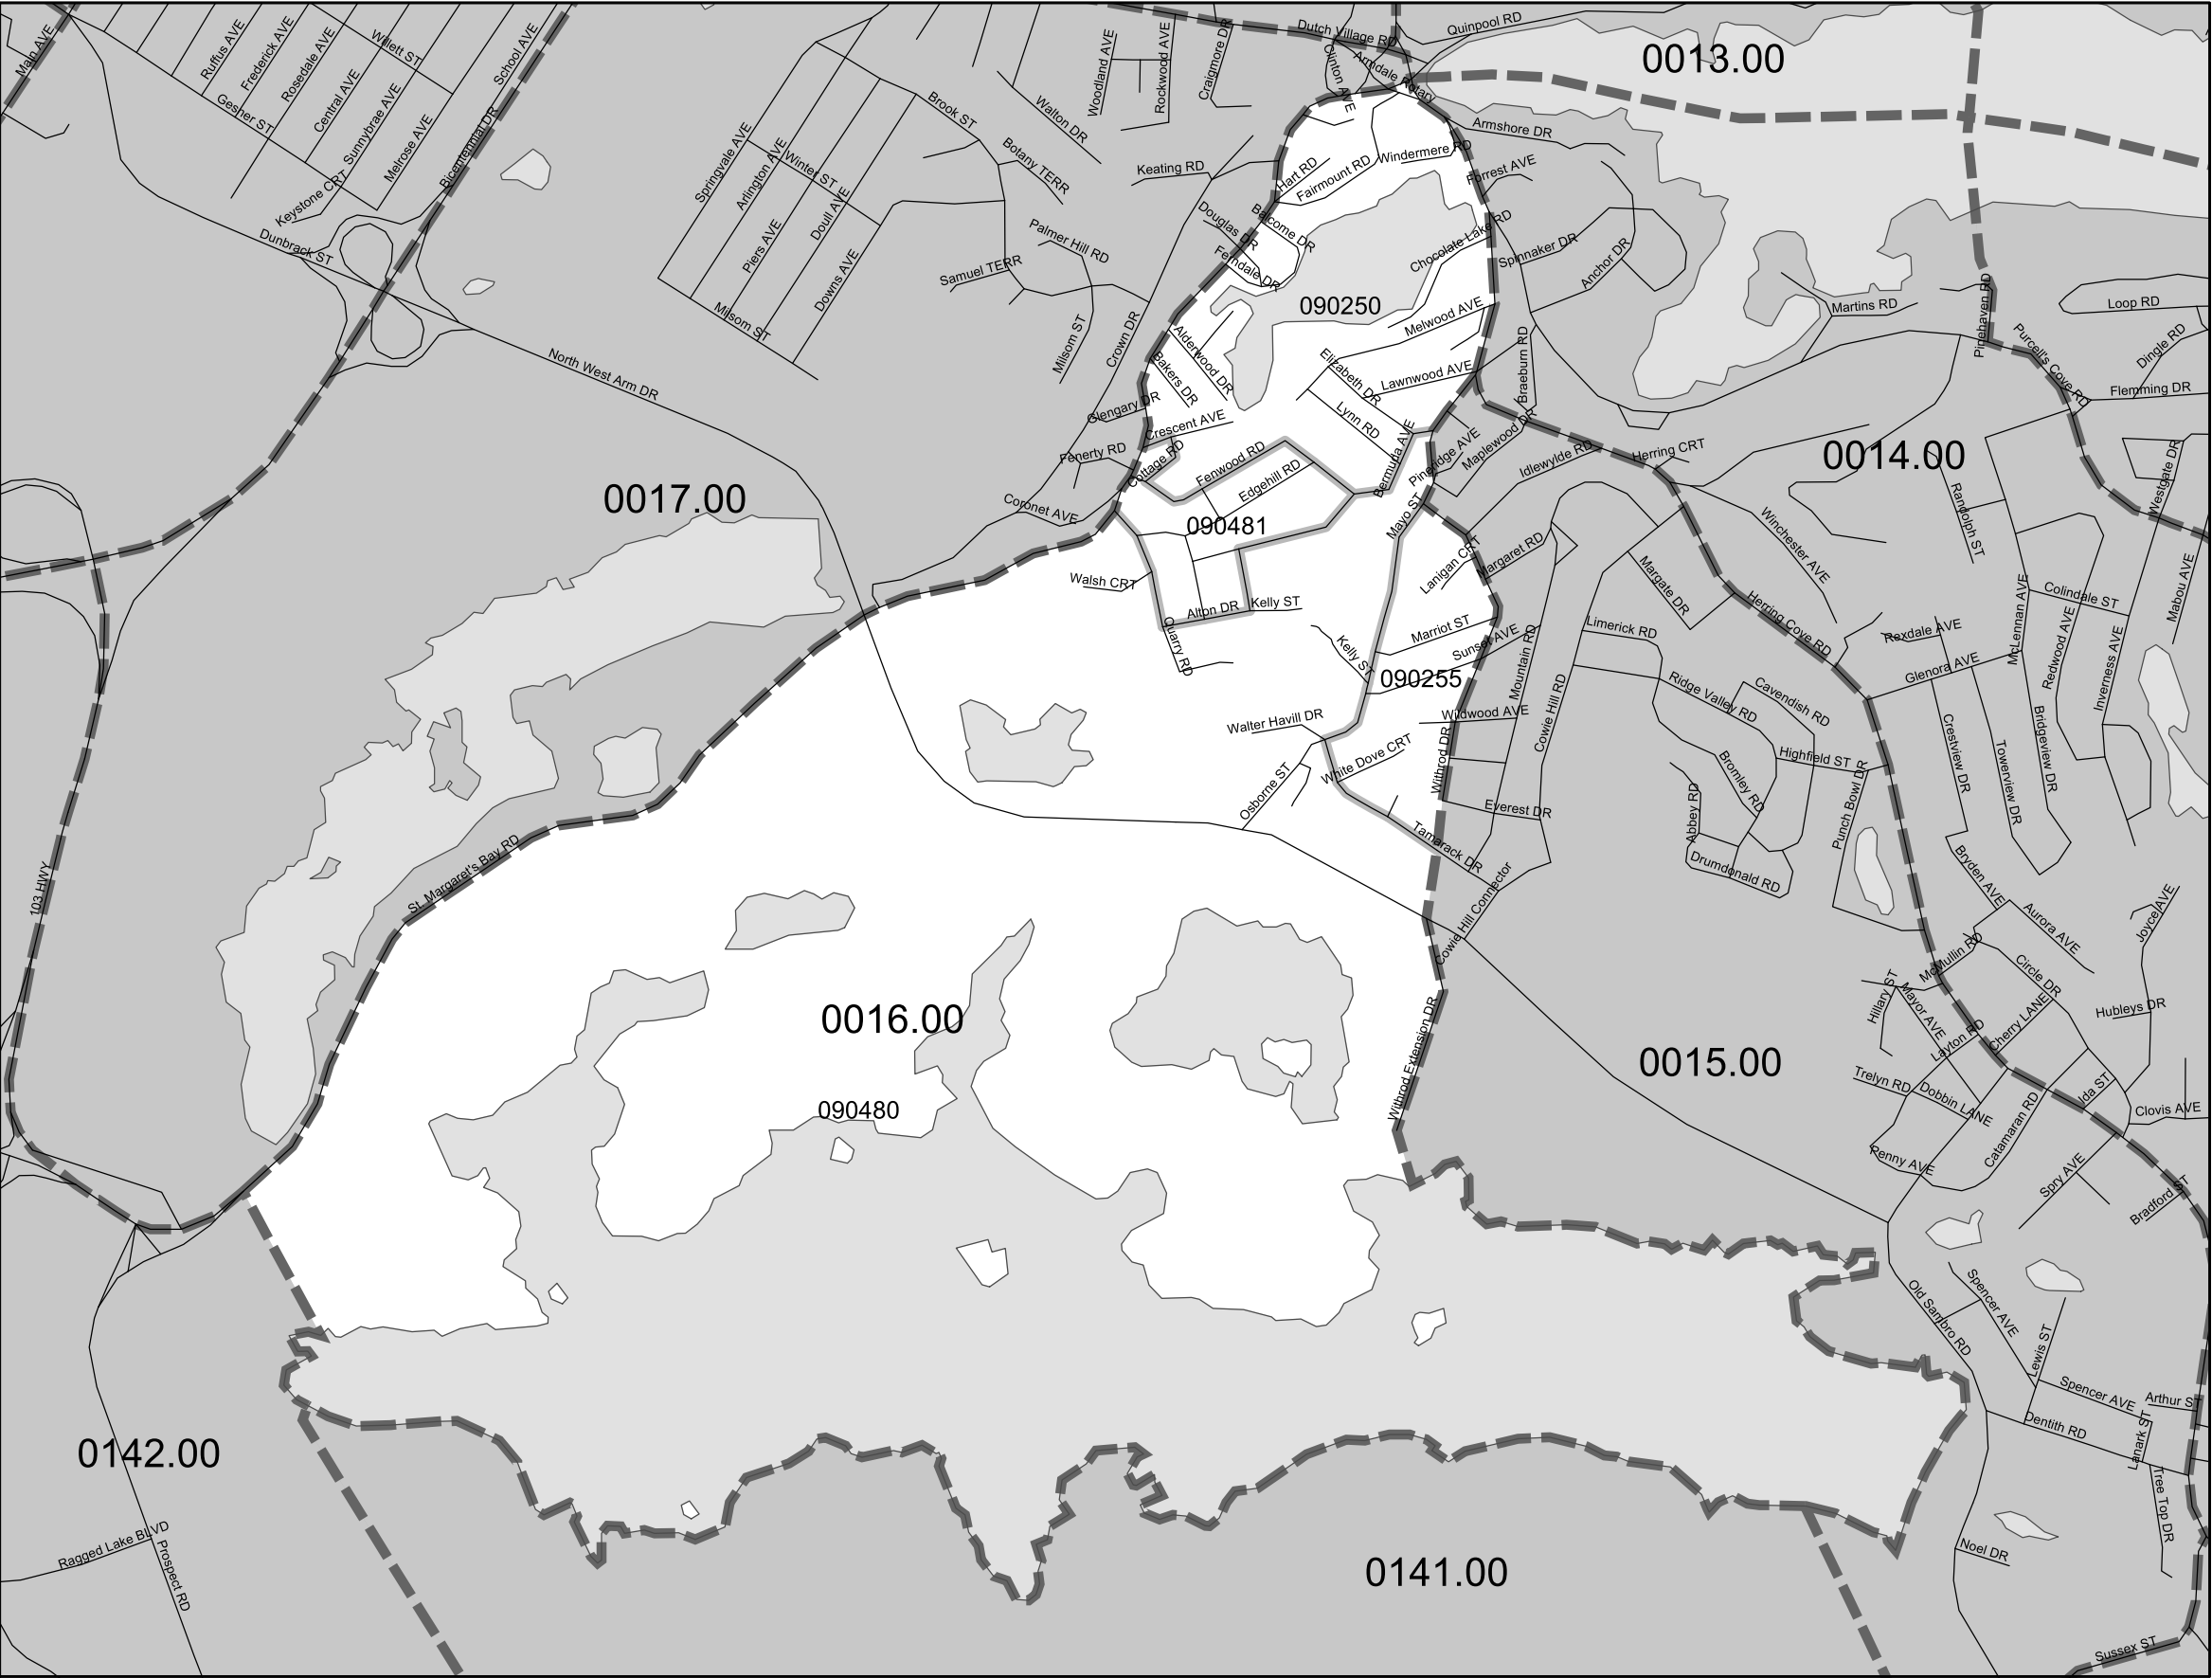 Main AVE
Ruffus AVE
Frederick AVE
Rosedale AVE
Willett ST
School AVE
Gesner ST
Central AVE
Sunnybrae AVE
Melrose AVE
Bicentennial DR
Keystone CRT
Dunbrack ST
Woodland AVE
Rockwood AVE
Craigmore DR
Dutch Village RD
Quinpool RD
Clinton AVE
Armdale Rotary
0013.00
Brook ST
Walton DR
Botany TERR
Springvale AVE
Arlington AVE
Winter ST
Piers AVE
Doull AVE
Downs AVE
Milsom ST
Keating RD
Armshore DR
Windermere RD
Hart RD
Fairmount RD
Forrest AVE
Douglas DR
Balcome DR
Ferndale DR
Chocolate Lake RD
Spinnaker DR
Anchor DR
Palmer Hill RD
Samuel TERR
Milsom ST
Crown DR
090250
Martins RD
Pinehaven RD
Loop RD
Purcell's Cove RD
Dingle RD
Flemming DR
North West Arm DR
Alderwood DR
Bakers DR
Melwood AVE
Elizabeth DR
Lawnwood AVE
Braeburn RD
Glengary DR
Crescent AVE
Lynn RD
Bermuda AVE
Fenerty RD
Cottage RD
Fenwood RD
Edgehill RD
Pineridge AVE
Maplewood DR
Idlewylde RD
Herring CRT
0014.00
0017.00
Coronet AVE
090481
Mayo ST
Randolph ST
Westgate DR
Winchester AVE
Walsh CRT
Lanigan CRT
Margaret RD
Margate DR
Alton DR
Kelly ST
Quarry RD
Herring Cove RD
Colindale ST
Mabou AVE
McLennan AVE
Redwood AVE
Inverness AVE
Rexdale AVE
Glenora AVE
Marriot ST
Sunset AVE
Limerick RD
Kelly ST
090255
Mountain RD
Cowie Hill RD
Ridge Valley RD
Cavendish RD
Walter Havill DR
Wildwood AVE
Crestview DR
Towerview DR
Bridgeview DR
White Dove CRT
Withrod DR
Highfield ST
Osborne ST
Bromley RD
Abbey RD
Punch Bowl DR
Everest DR
Tamarack DR
Drumdonald RD
103 HWY
St. Margaret's Bay RD
Cowie Hill Connector
Bryden AVE
Aurora AVE
Joyce AVE
McMullin RD
Circle DR
Hillary ST
Mayor AVE
Layton RD
Cherry LANE
Hubleys DR
0016.00
090480
Withrod Extension DR
0015.00
Trelyn RD
Dobbin LANE
Ida ST
Clovis AVE
Catamaran RD
Penny AVE
Spry AVE
Bradford ST
Old Sambro RD
Spencer AVE
Lewis ST
Spencer AVE
Arthur ST
Dentith RD
Lanark ST
Tree Top DR
Noel DR
0142.00
0141.00
Ragged Lake BLVD
Prospect RD
Sussex ST